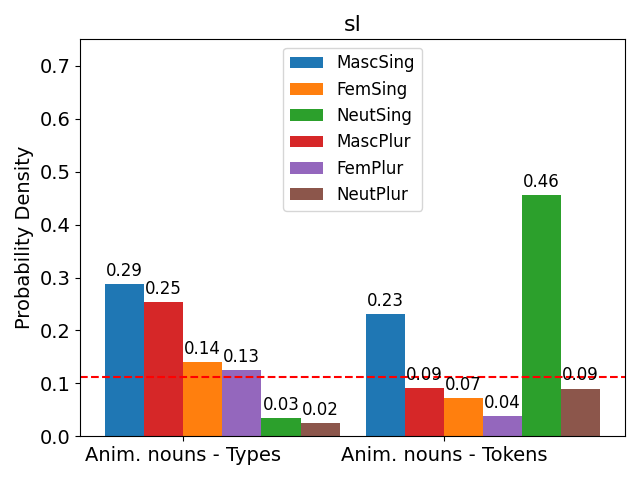 sl
Probability Density
0.7
0.6
0.5
0.4
0.3
0.2
0.1
0.0
MascSing
FemSing
NeutSing
MascPlur
FemPlur
NeutPlur
0.29
0.25
0.14
0.13
0.03
0.02
0.23
0.09
0.07
0.04
0.46
0.09
Anim. nouns - Types
Anim. nouns - Tokens